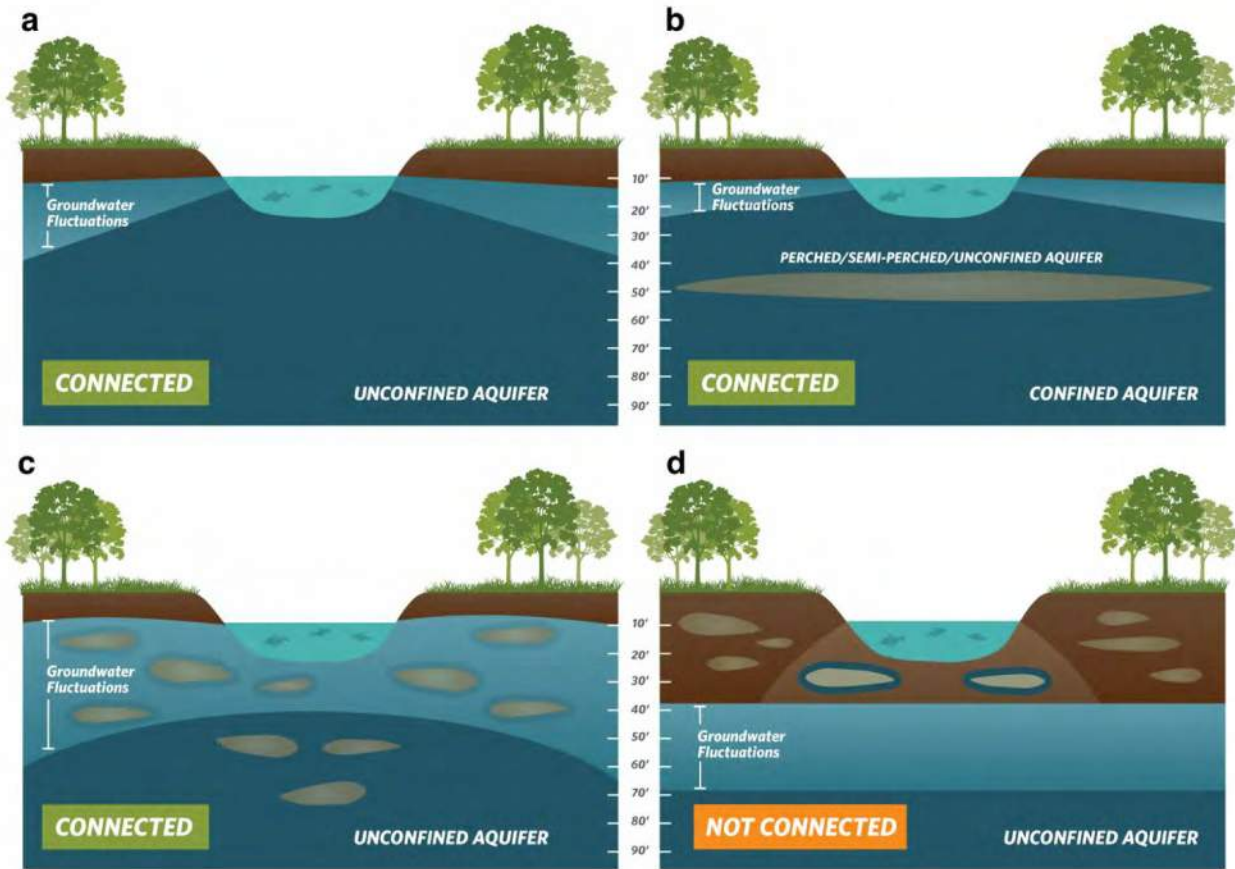 a
Groundwater
Fluctuations
CONNECTED
UNCONFINED AQUIFER
10'
20'
30'
40'
50'
60'
70'
80'
90'
b
Groundwater
Fluctuations
PERCHED/SEMI-PERCHED/UNCONFINED AQUIFER
CONNECTED
CONFINED AQUIFER
c
Groundwater
Fluctuations
CONNECTED
UNCONFINED AQUIFER
10'
20'
30'
40'
50'
60'
70'
80'
90'
d
Groundwater
Fluctuations
NOT CONNECTED
UNCONFINED AQUIFER